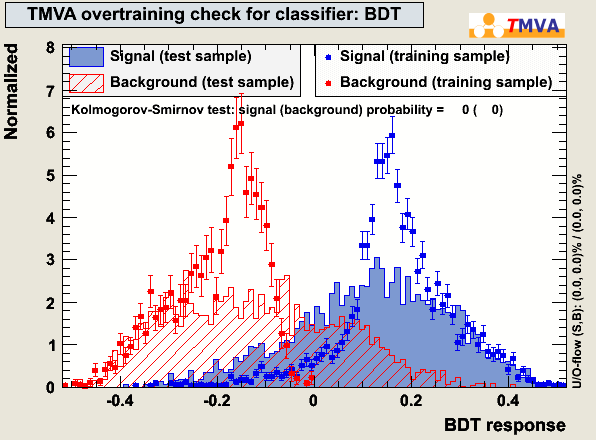 TMVA overtraining check for classifier: BDT
TMVA
Normalized
Signal (test sample)
Background (test sample)
Signal (training sample)
Background (training sample)
Kolmogorov-Smirnov test: signal (background) probability = 0 ( 0)
8
7
6
5
4
3
2
1
0
-0.4 -0.2 0 0.2 0.4
BDT response
U/O-flow (S,B): (0.0, 0.0)% / (0.0, 0.0)%